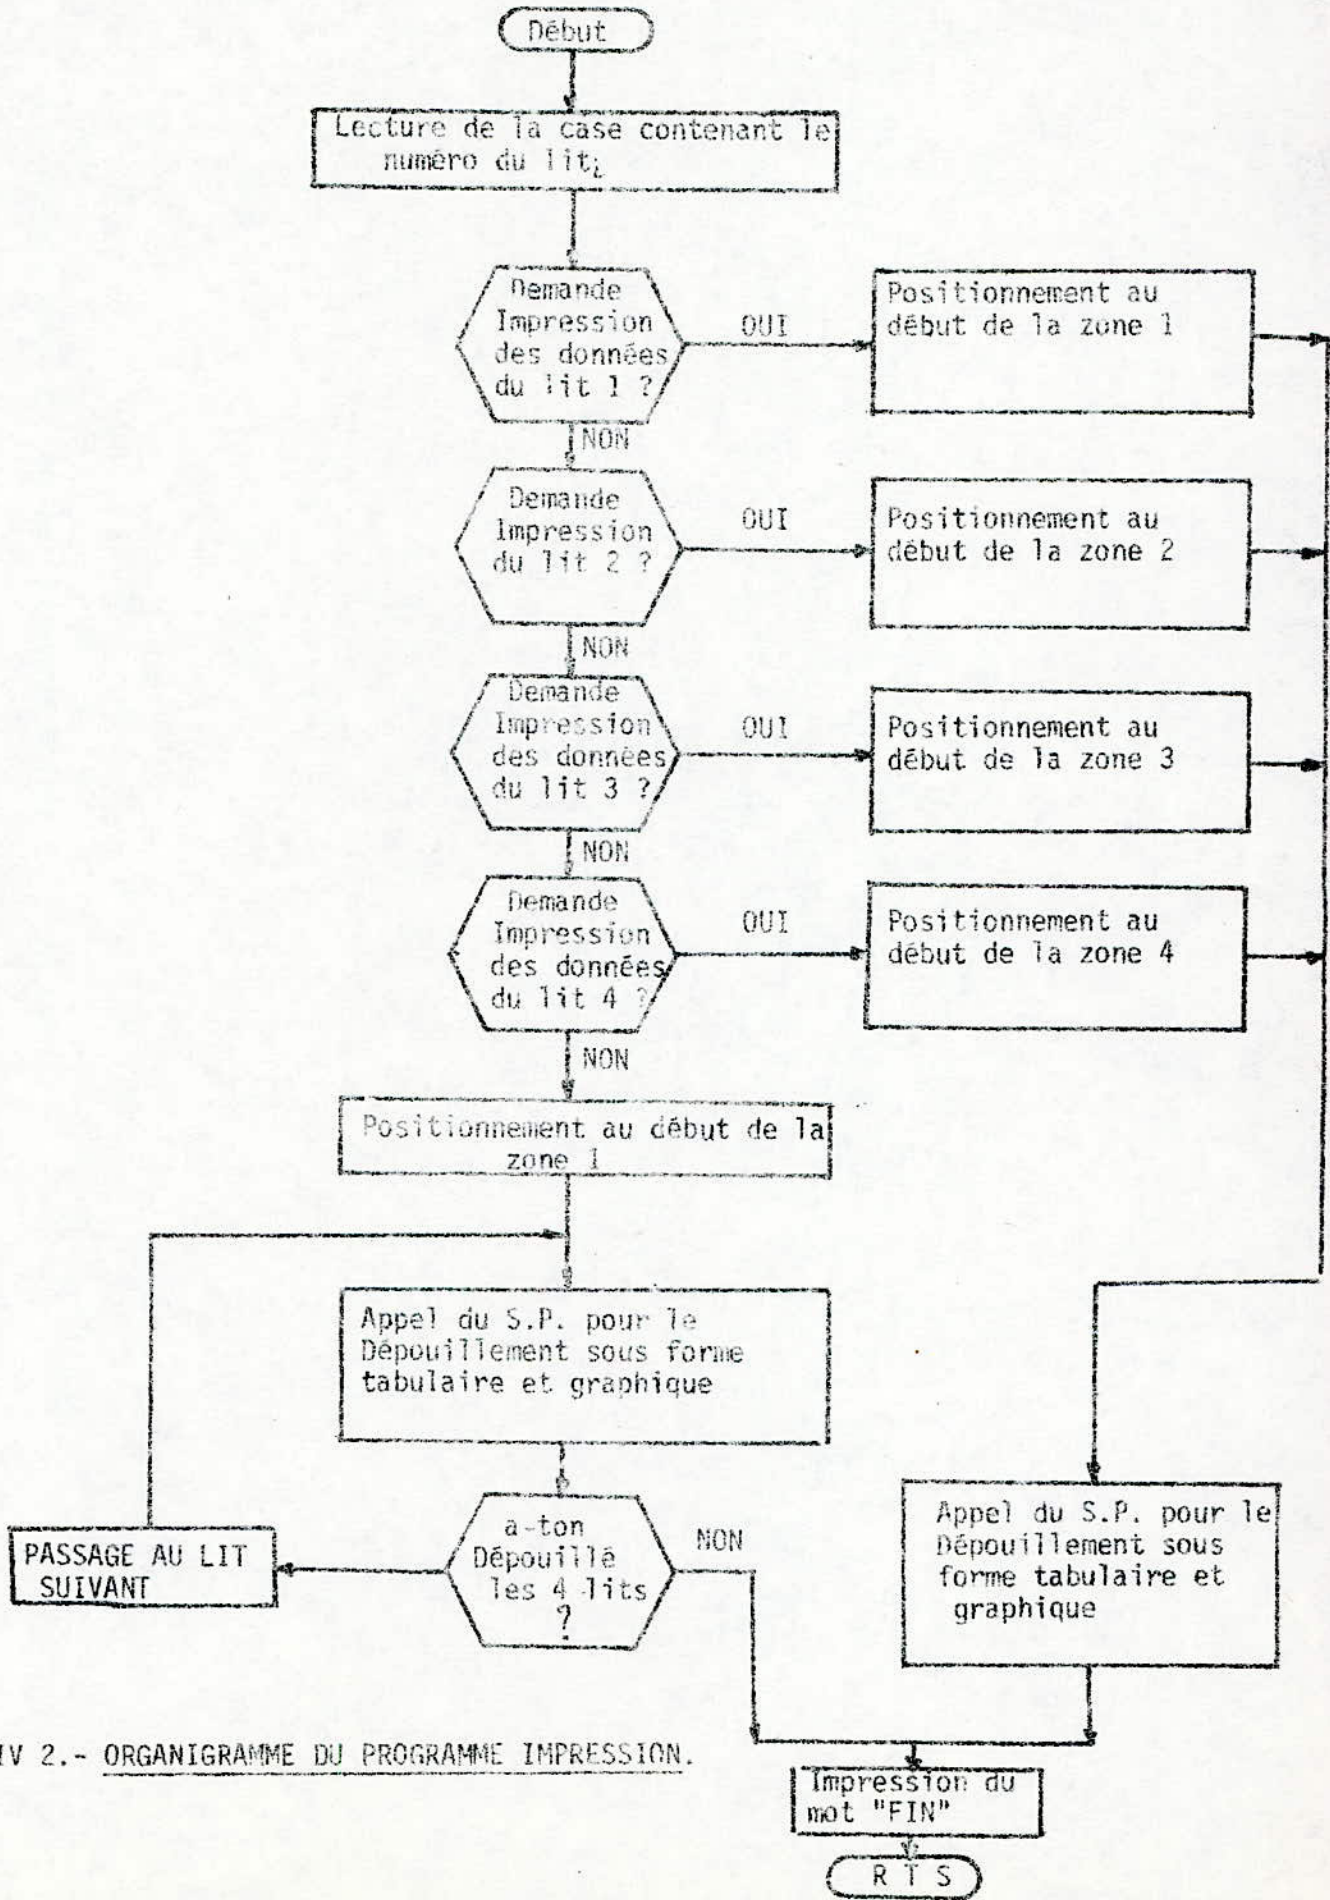 Début
Lecture de la case contenant le
numéro du lit
Demande
Impression
des données
du lit 1 ?
OUI
Positionnement au
début de la zone 1
NON
Demande
Impression
du lit 2 ?
OUI
Positionnement au
début de la zone 2
NON
Demande
Impression
des données
du lit 3 ?
OUI
Positionnement au
début de la zone 3
NON
Demande
Impression
des données
du lit 4 ?
OUI
Positionnement au
début de la zone 4
NON
Positionnement au début de la
zone 1
Appel du S.P. pour le
Dépouillement sous forme
tabulaire et graphique
a-ton
Dépouillé
les 4 lits
?
NON
PASSAGE AU LIT
SUIVANT
Appel du S.P. pour le
Dépouillement sous
forme tabulaire et
graphique
IV 2.- ORGANIGRAMME DU PROGRAMME IMPRESSION.
Impression du
mot "FIN"
R T S